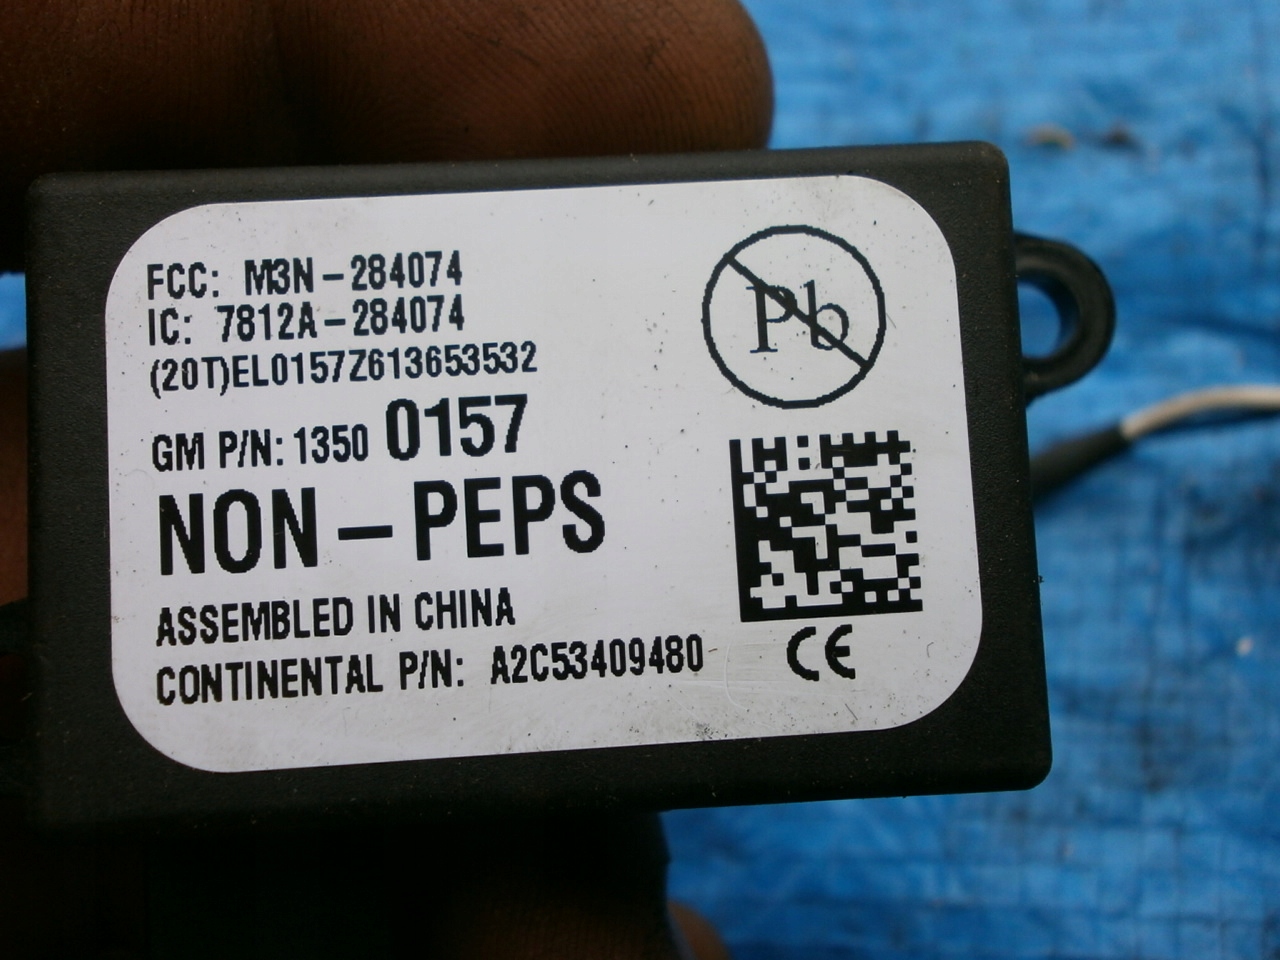 FCC: M3N-284074
IC: 7812A-284074
(20T)EL0157Z613653532
GM P/N: 1350 0157
NON-PEPS
ASSEMBLED IN CHINA
CONTINENTAL P/N: A2C53409480
Pb
CE